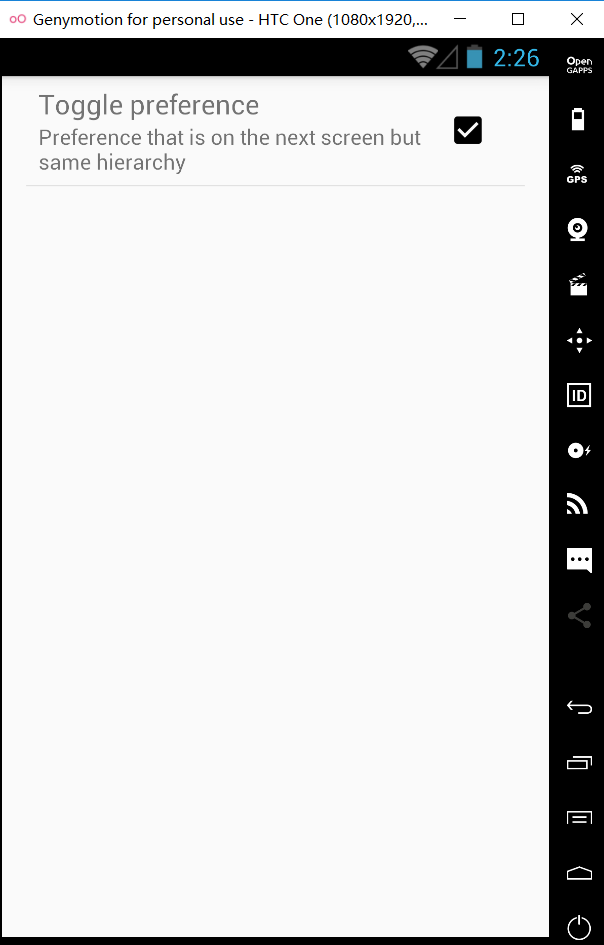 Genymotion for personal use - HTC One (1080x1920,...
2:26
Open
GAPPS
Toggle preference
Preference that is on the next screen but
same hierarchy
GPS
ID